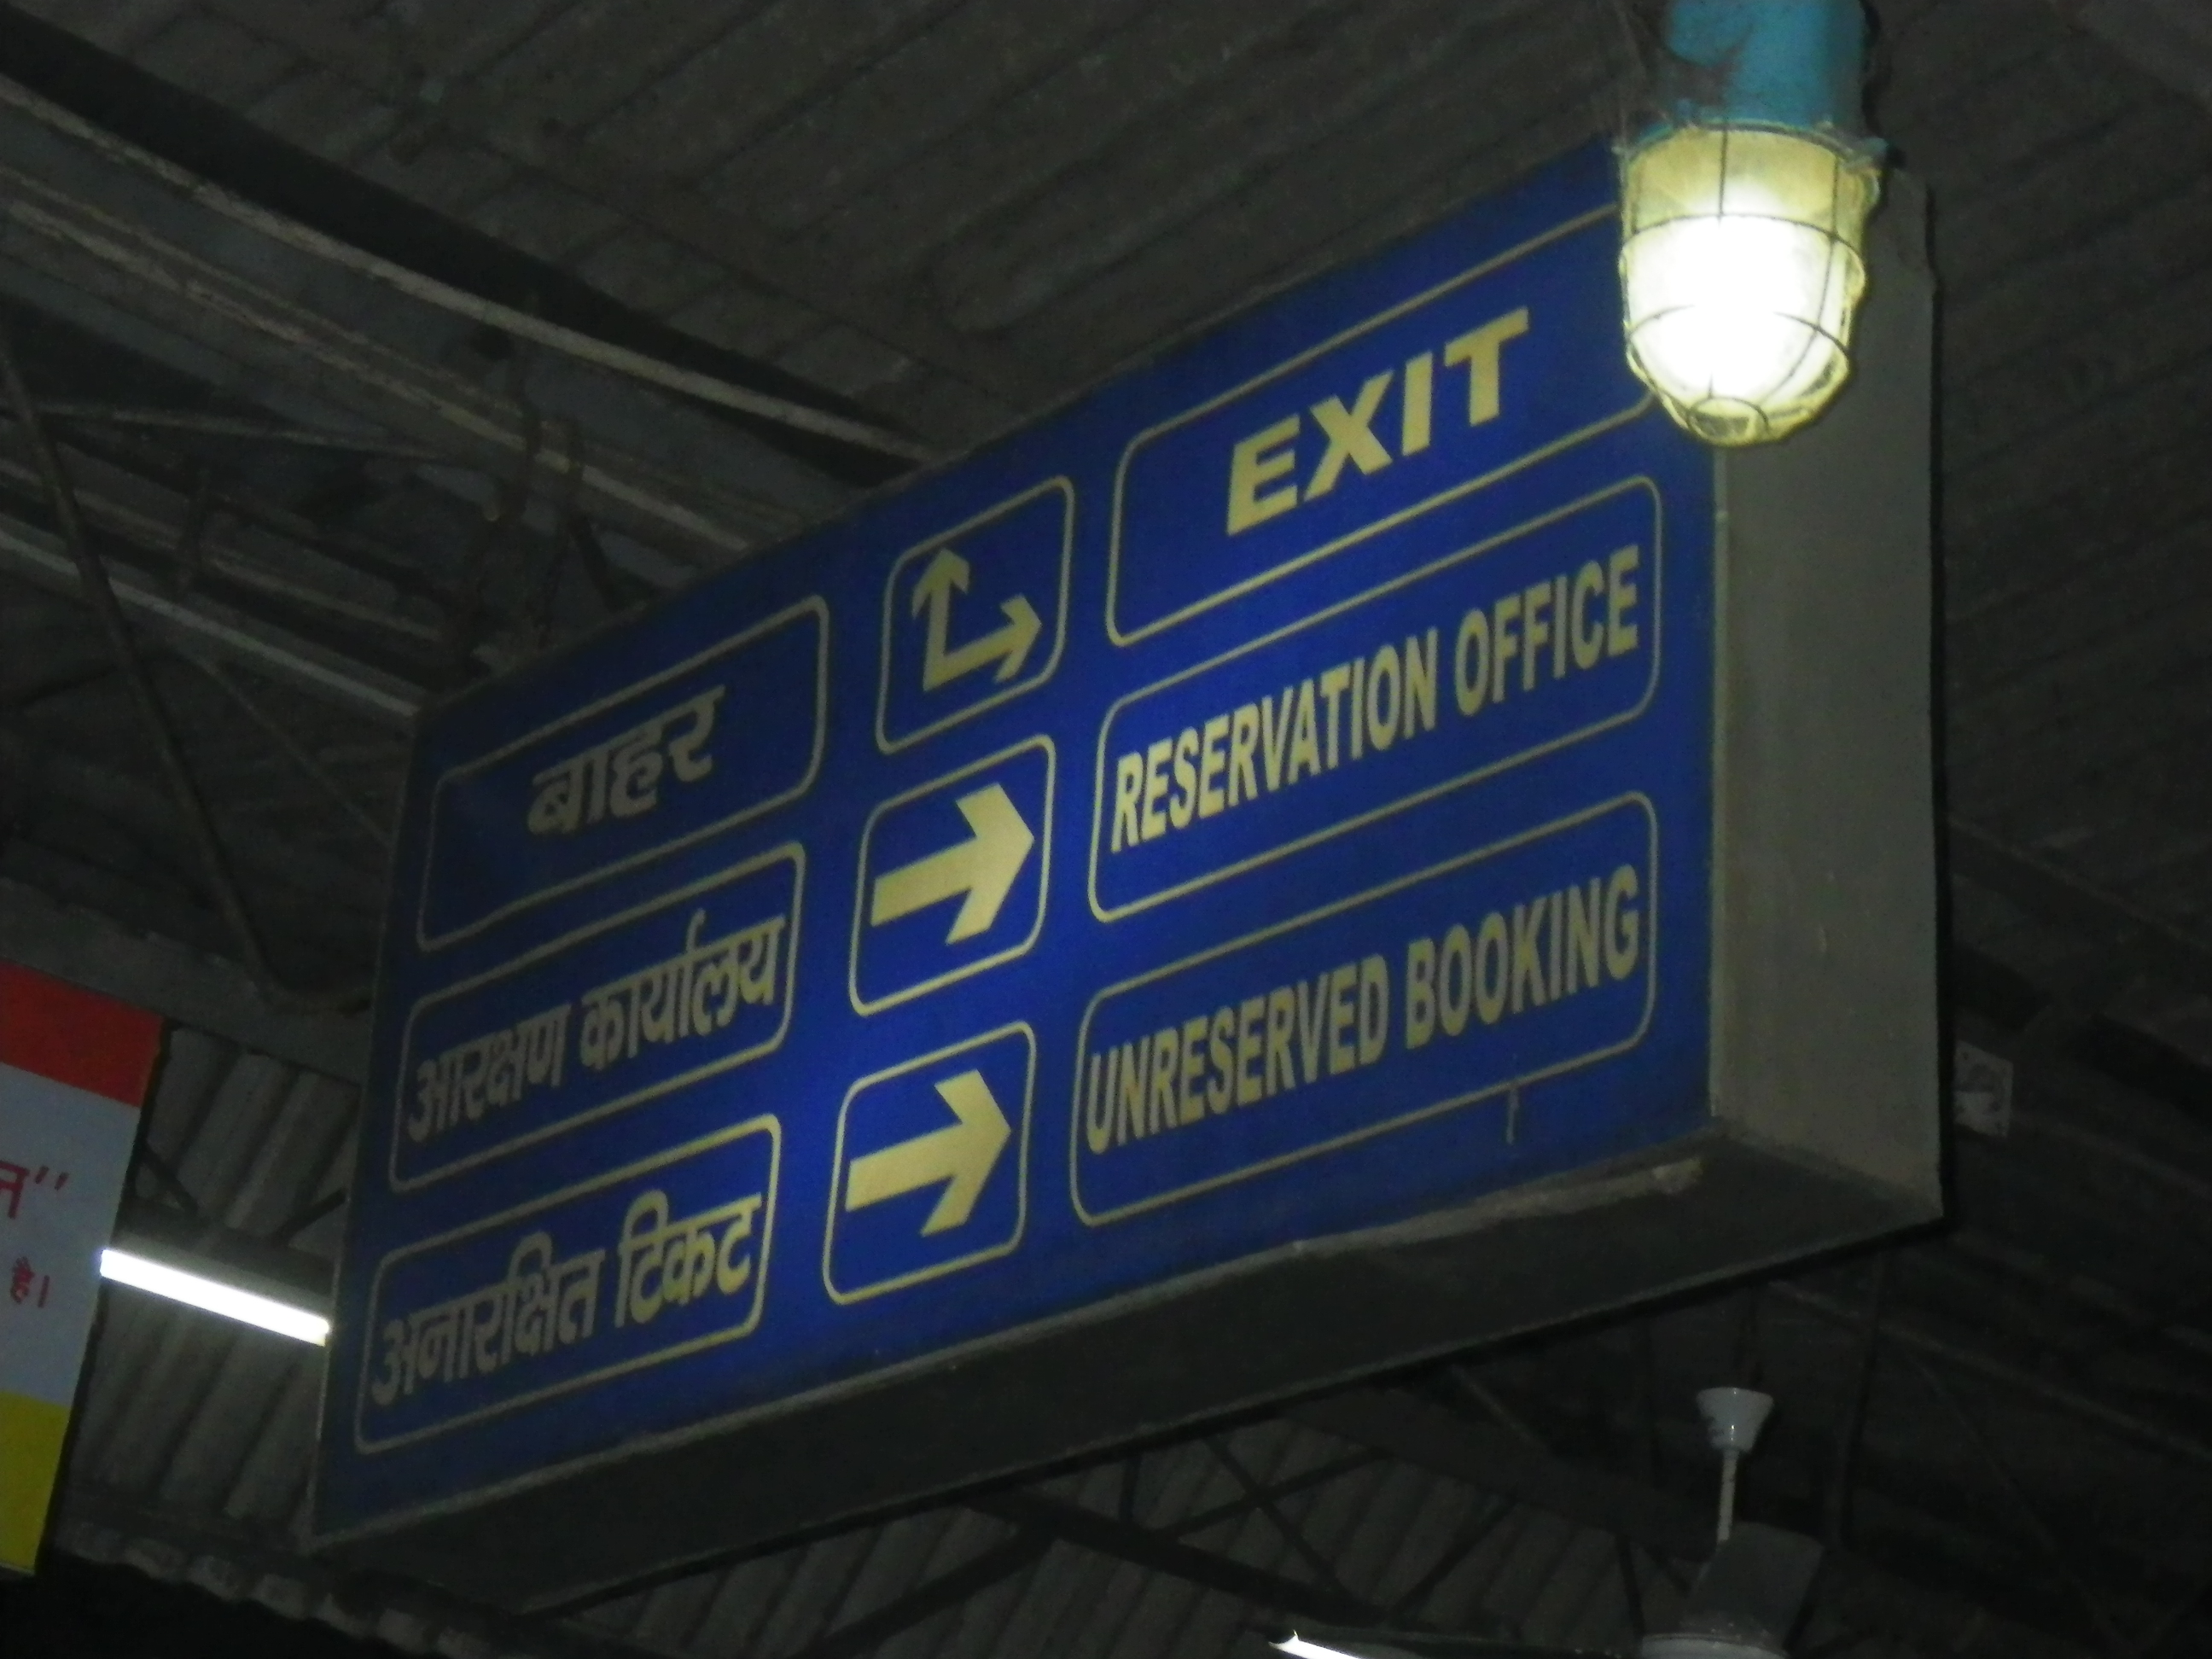 बाहर
EXIT
आरक्षण कार्यालय
RESERVATION OFFICE
अनारक्षित टिकट
UNRESERVED BOOKING
है।